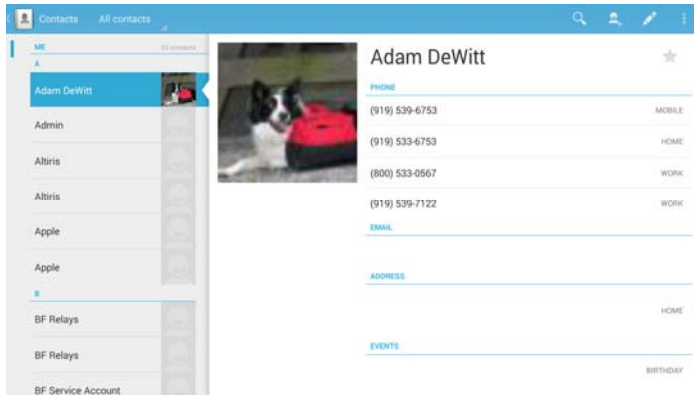 Contacts
All contacts
ME
53 contacts
A
Adam DeWitt
Admin
Altiris
Altiris
Apple
Apple
B
BF Relays
BF Relays
BF Service Account
Adam DeWitt
PHONE
(919) 539-6753 MOBILE
(919) 533-6753 HOME
(800) 533-0567 WORK
(919) 539-7122 WORK
EMAIL
ADDRESS
HOME
EVENTS
BIRTHDAY